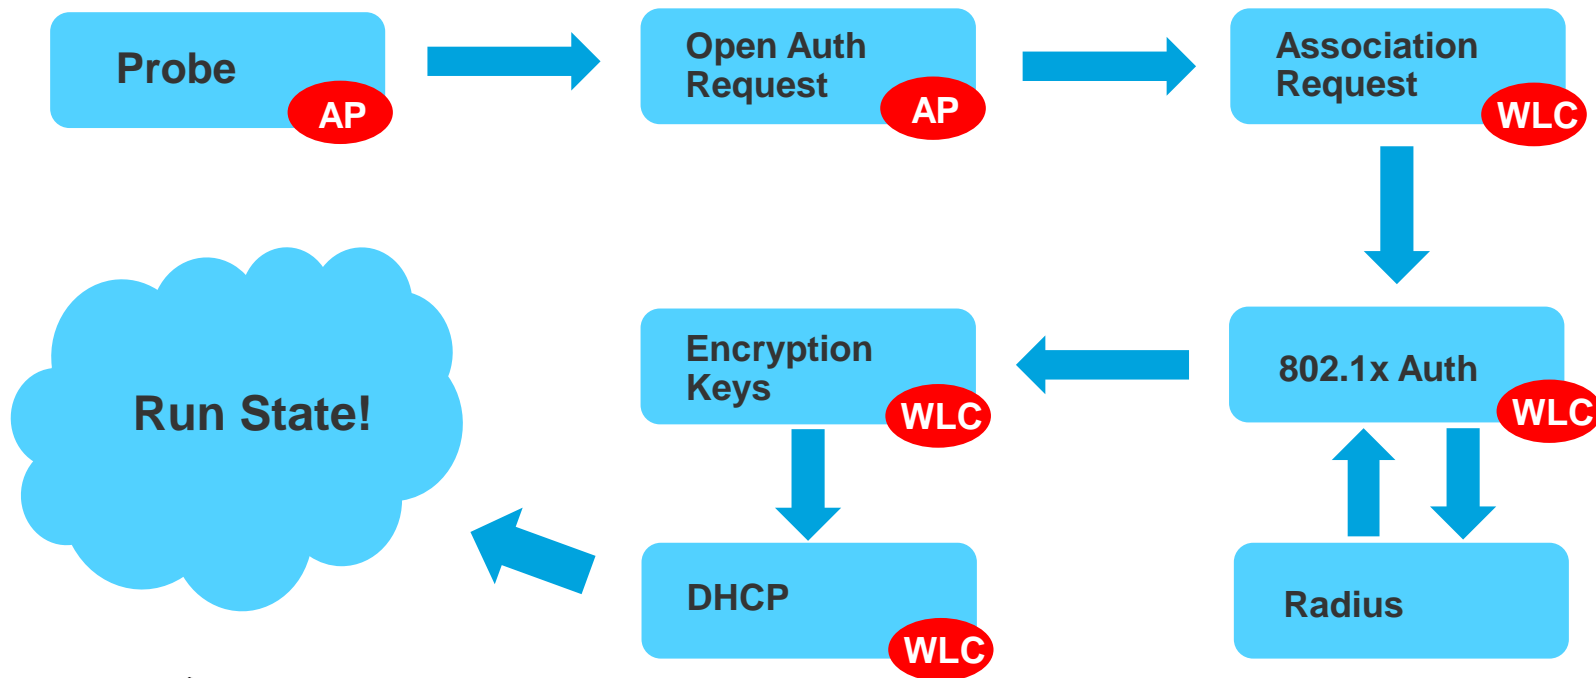 Probe
AP
Open Auth
Request
AP
Association
Request
WLC
Run State!
Encryption
Keys
WLC
802.1x Auth
WLC
DHCP
WLC
Radius